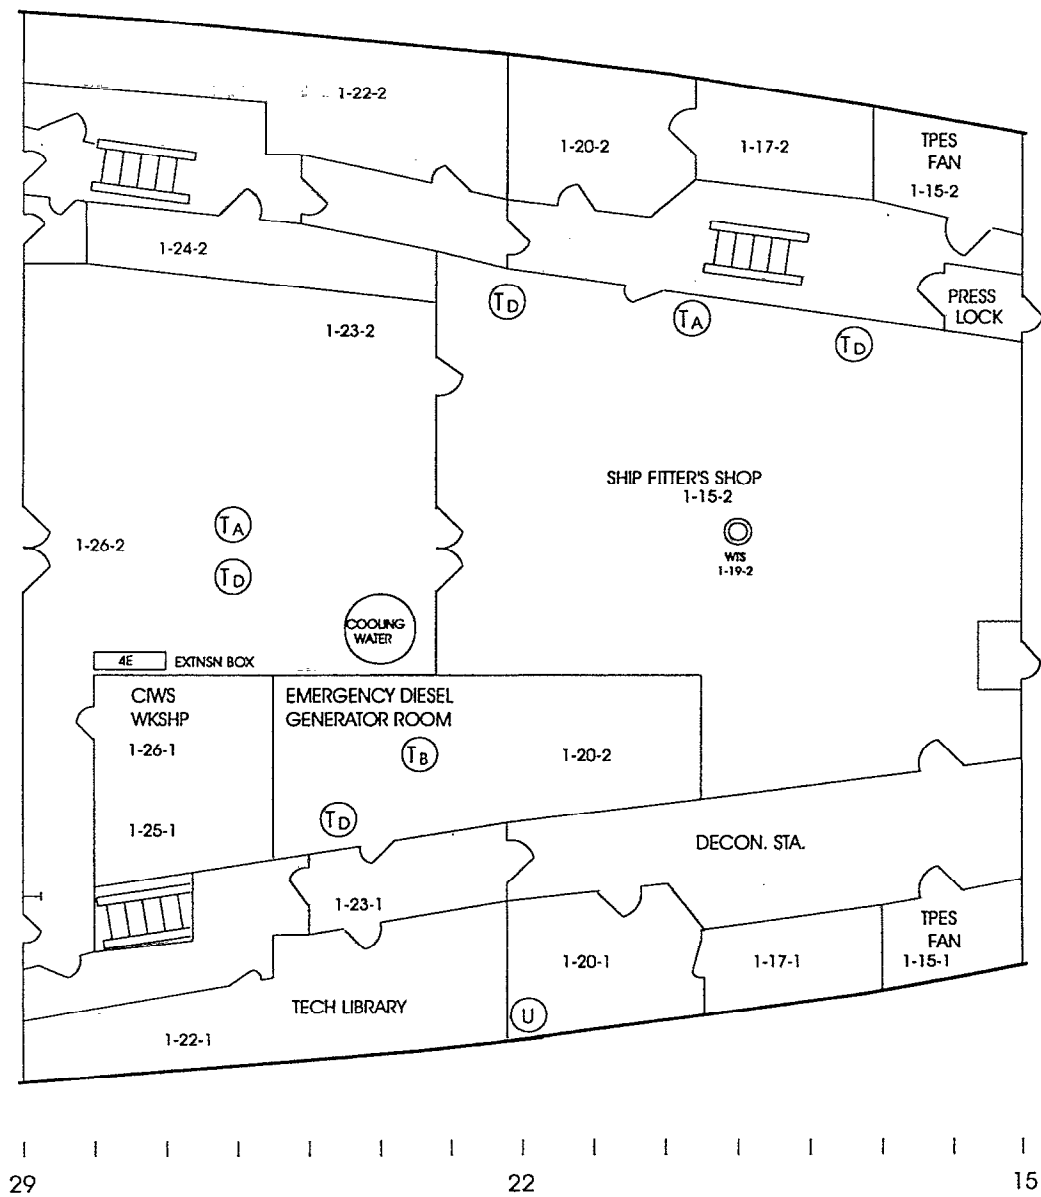 1-22-2
1-20-2
1-17-2
TPES
FAN
1-15-2
1-24-2
PRESS
LOCK
TD
TA
TD
1-23-2
SHIP FITTER'S SHOP
1-15-2
WTS
1-19-2
TA
1-26-2
TD
COOLING
WATER
4E EXTNSN BOX
CIWS
WKSHP
1-26-1
1-25-1
EMERGENCY DIESEL
GENERATOR ROOM
TB
1-20-2
TD
DECON. STA.
1-23-1
TPES
FAN
1-15-1
1-20-1
1-17-1
TECH LIBRARY
U
1-22-1
29 22 15